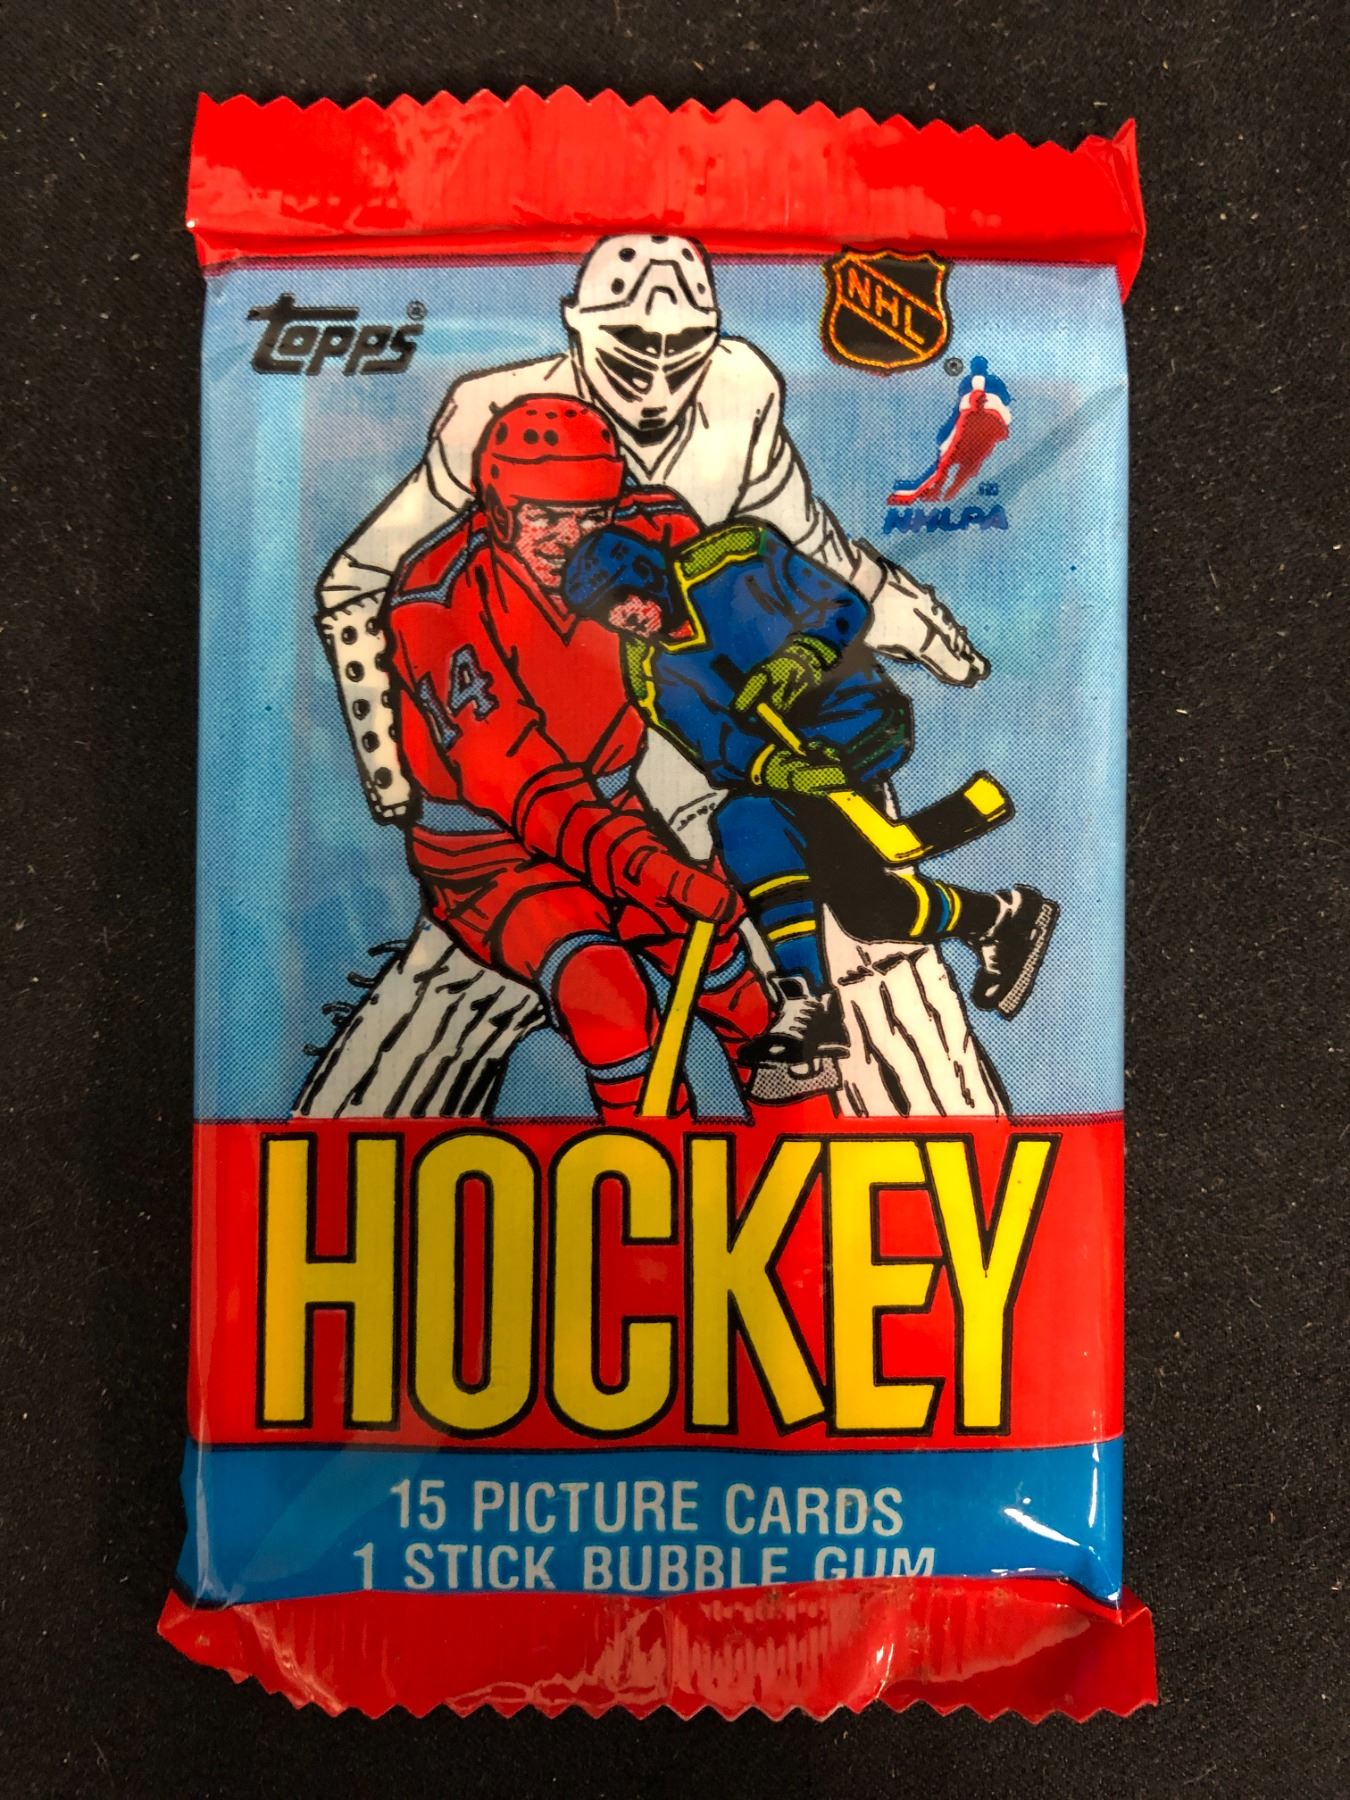 Topps®
NHL
®
NHLPA
14
HOCKEY
15 PICTURE CARDS
1 STICK BUBBLE GUM